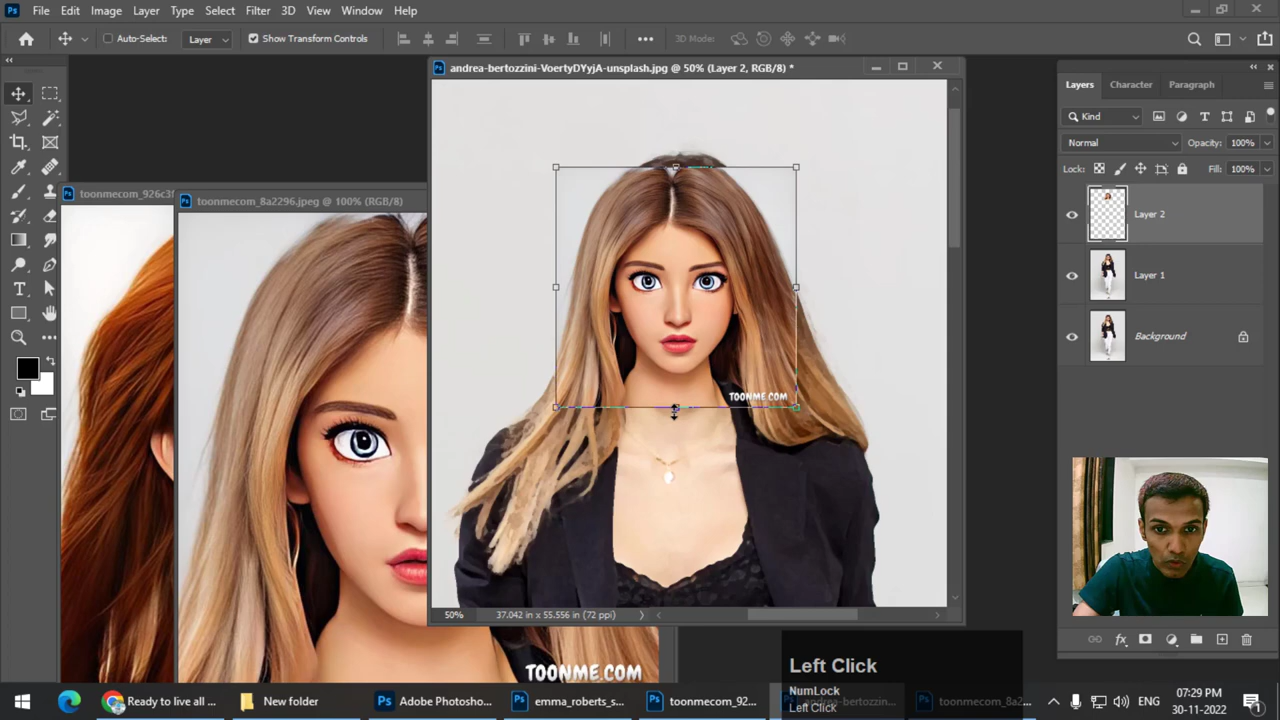 Ps File Edit Image Layer Type Select Filter 3D View Window Help
Auto-Select: Layer Show Transform Controls 3D Mode:
andrea-bertozzini-VoertyDYyjA-unsplash.jpg @ 50% (Layer 2, RGB/8) *
toonmecom_926c3f
toonmecom_8a2296.jpeg @ 100% (RGB/8)
TOONME.COM
TOONME.COM
50% 37.042 in x 55.556 in (72 ppi)
Layers Character Paragraph
Kind
Normal Opacity: 100%
Lock: Fill: 100%
Layer 2
Layer 1
Background
Left Click
NumLock
Left Click
Ready to live all ...
New folder
Adobe Photosho...
emma_roberts_s...
toonmecom_92...
andrea-bertozzin...
toonmecom_8a2...
ENG
07:29 PM
30-11-2022
1